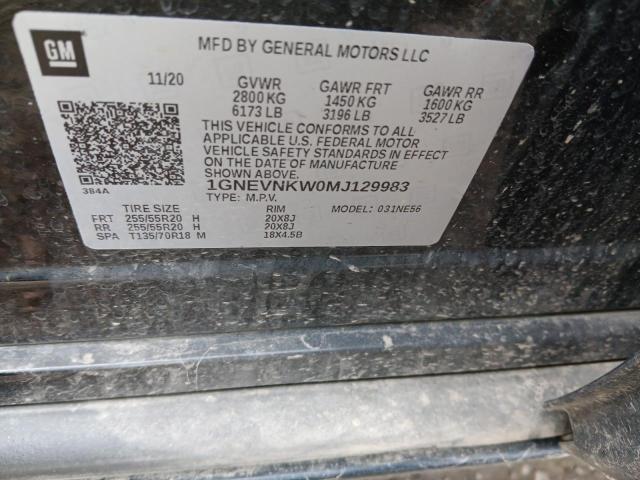 GM
MFD BY GENERAL MOTORS LLC
11/20 GVWR GAWR FRT GAWR RR
2800 KG 1450 KG 1600 KG
6173 LB 3196 LB 3527 LB
THIS VEHICLE CONFORMS TO ALL
APPLICABLE U.S. FEDERAL MOTOR
VEHICLE SAFETY STANDARDS IN EFFECT
ON THE DATE OF MANUFACTURE
SHOWN ABOVE.
384A 1GNEVNKW0MJ129983
TYPE: M.P.V. MODEL: 031NE56
TIRE SIZE RIM
FRT 255/55R20 H 20X8J
RR 255/55R20 H 20X8J
SPA T135/70R18 M 18X4.5B